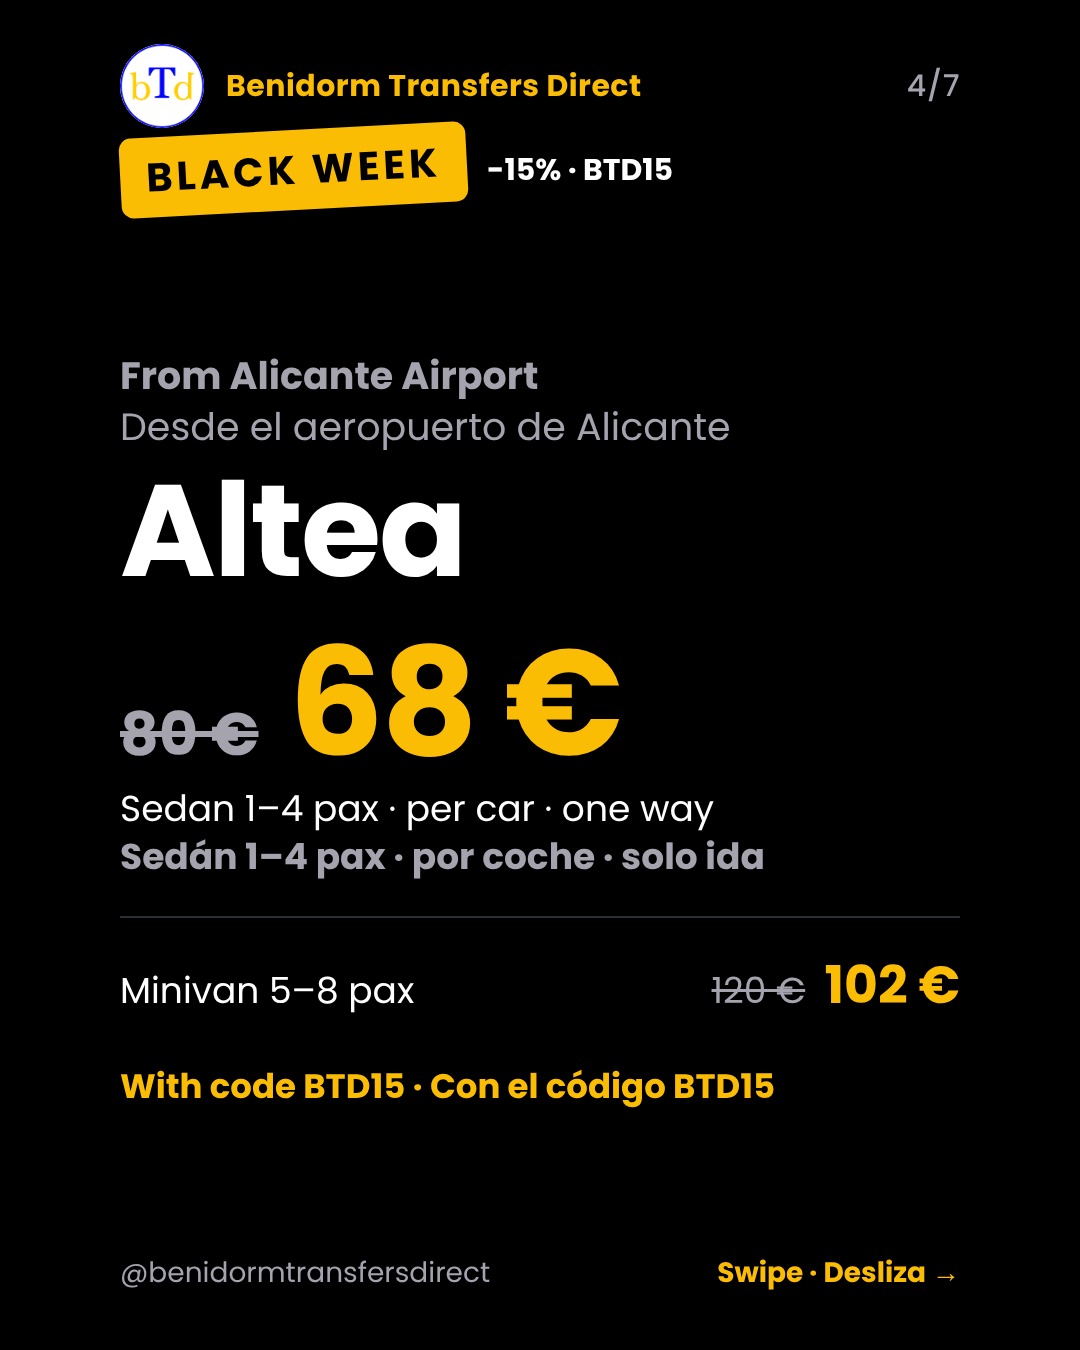 bTd Benidorm Transfers Direct 4/7
BLACK WEEK -15% · BTD15
From Alicante Airport
Desde el aeropuerto de Alicante
Altea
80 € 68 €
Sedan 1–4 pax · per car · one way
Sedán 1–4 pax · por coche · solo ida
Minivan 5–8 pax 120 € 102 €
With code BTD15 · Con el código BTD15
@benidormtransfersdirect Swipe · Desliza →